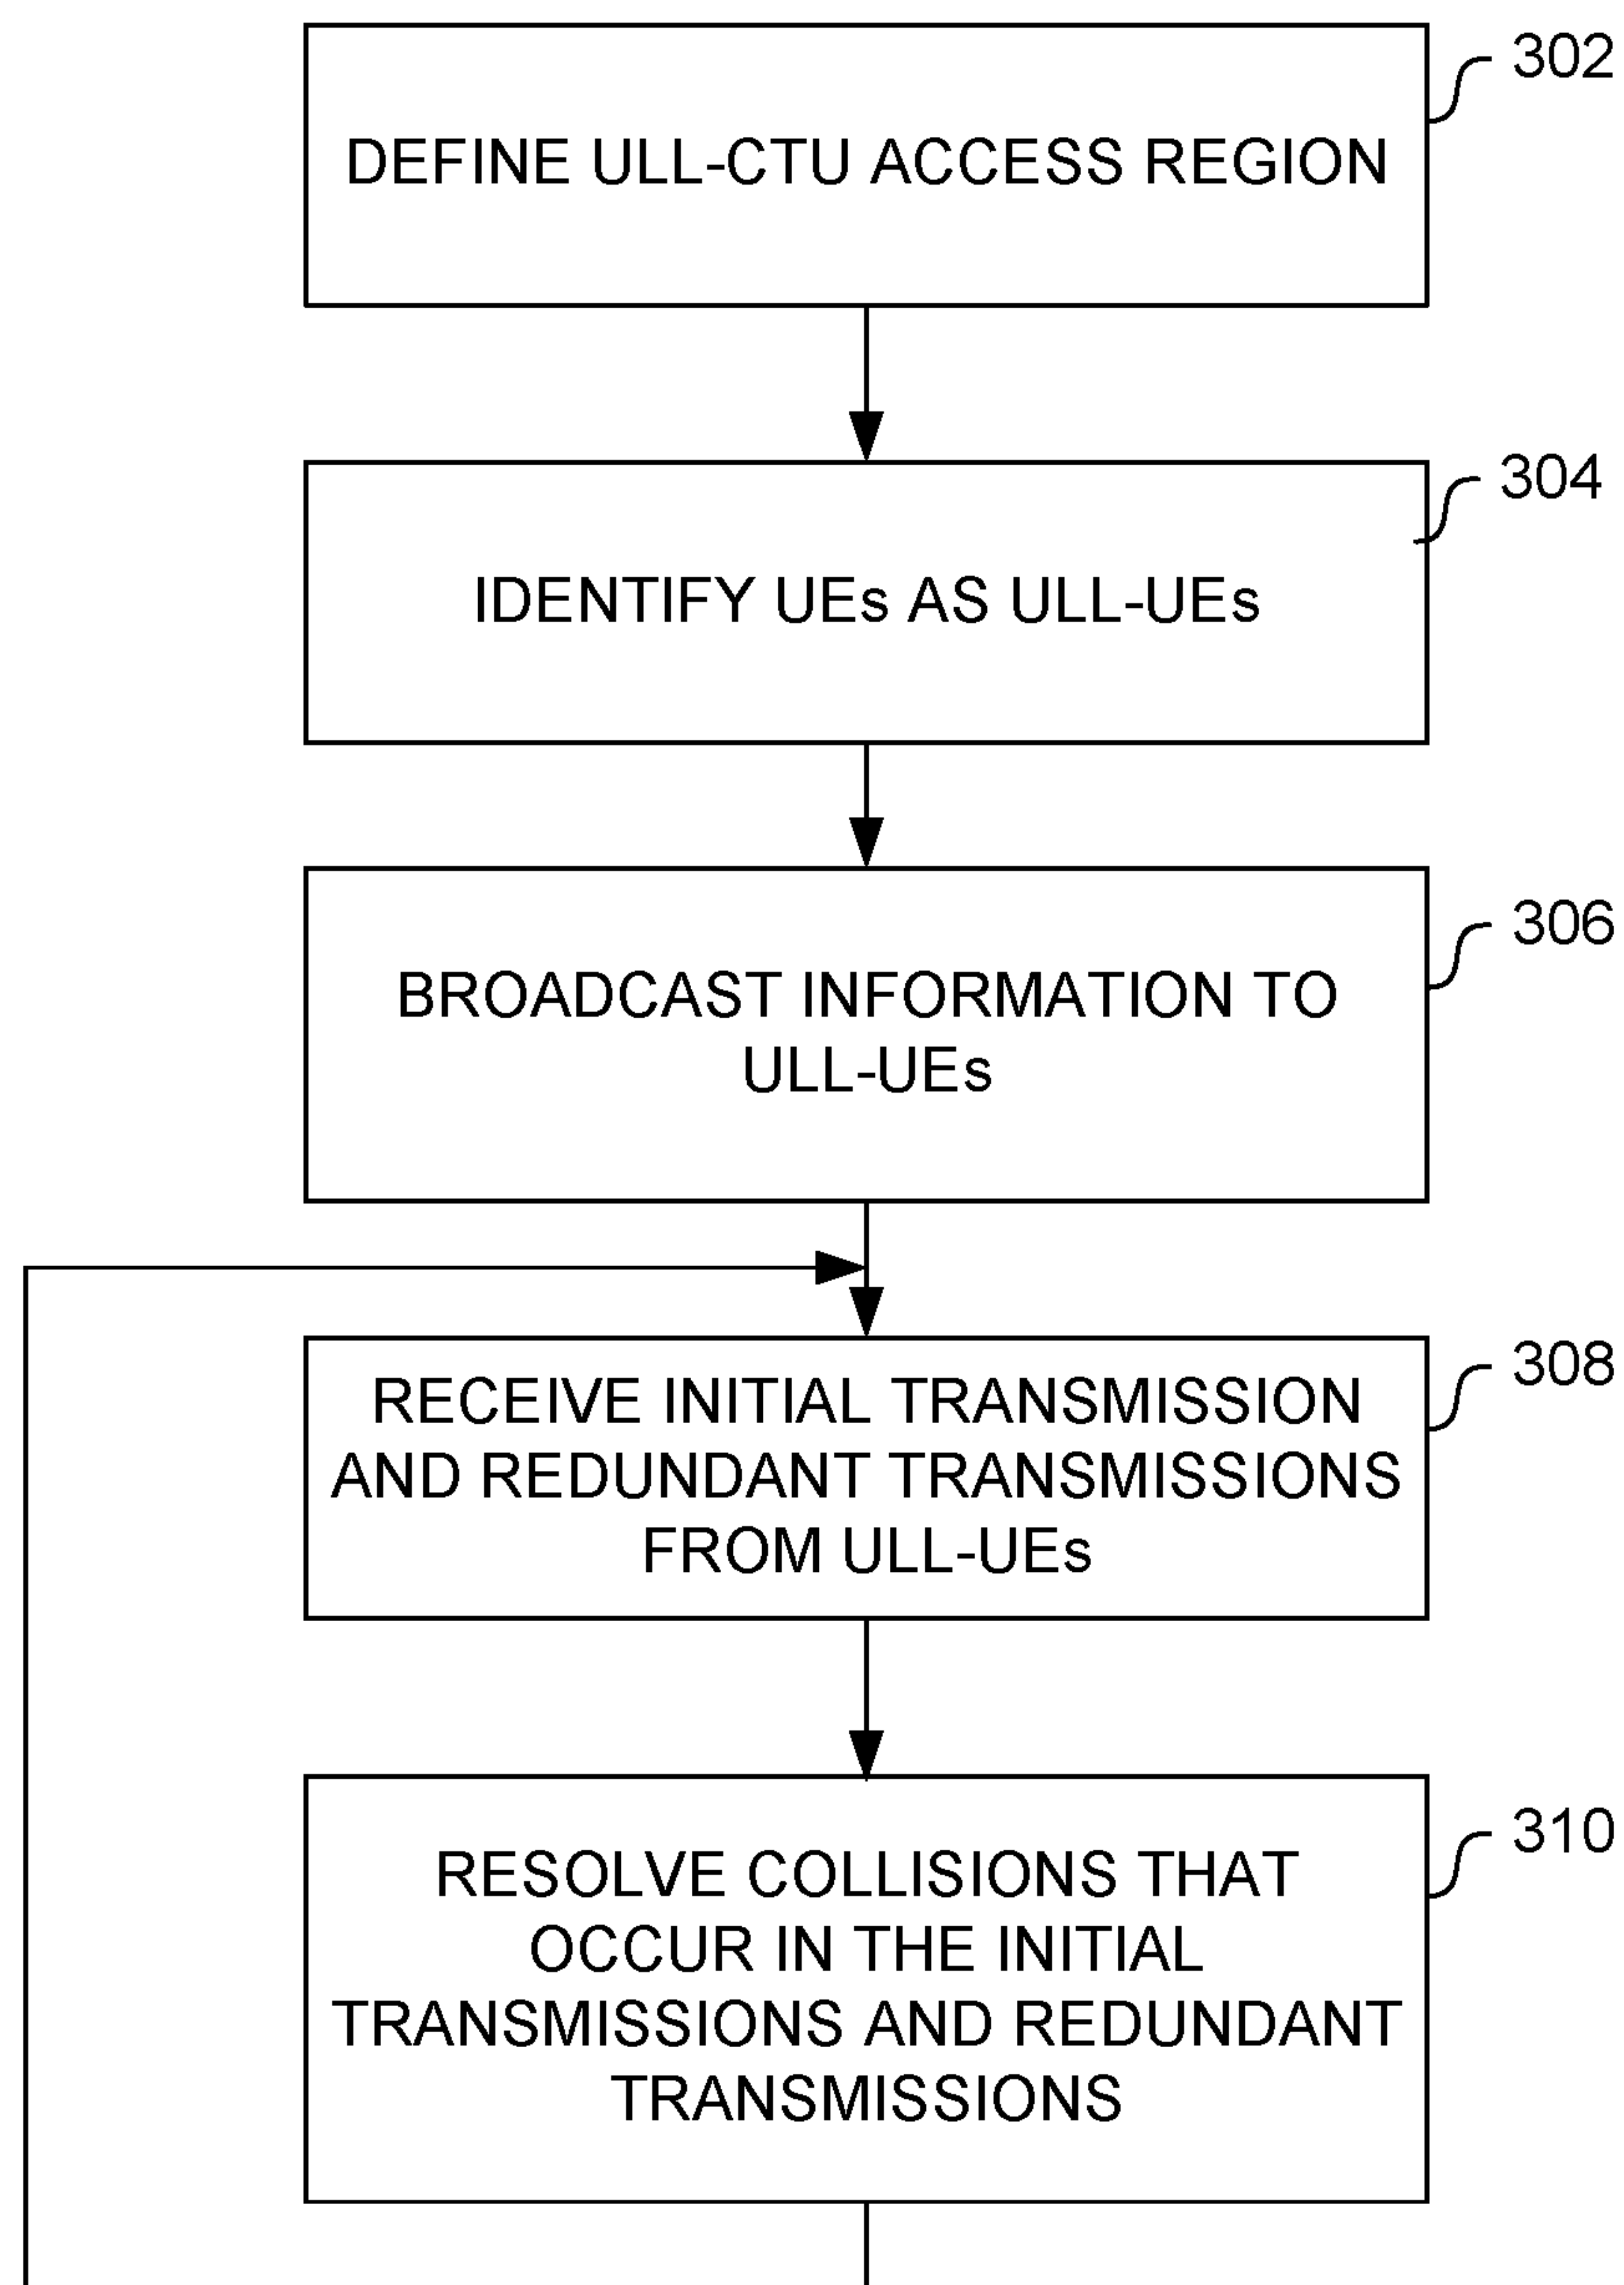 302
DEFINE ULL-CTU ACCESS REGION
304
IDENTIFY UEs AS ULL-UEs
306
BROADCAST INFORMATION TO
ULL-UEs
308
RECEIVE INITIAL TRANSMISSION
AND REDUNDANT TRANSMISSIONS
FROM ULL-UEs
310
RESOLVE COLLISIONS THAT
OCCUR IN THE INITIAL
TRANSMISSIONS AND REDUNDANT
TRANSMISSIONS